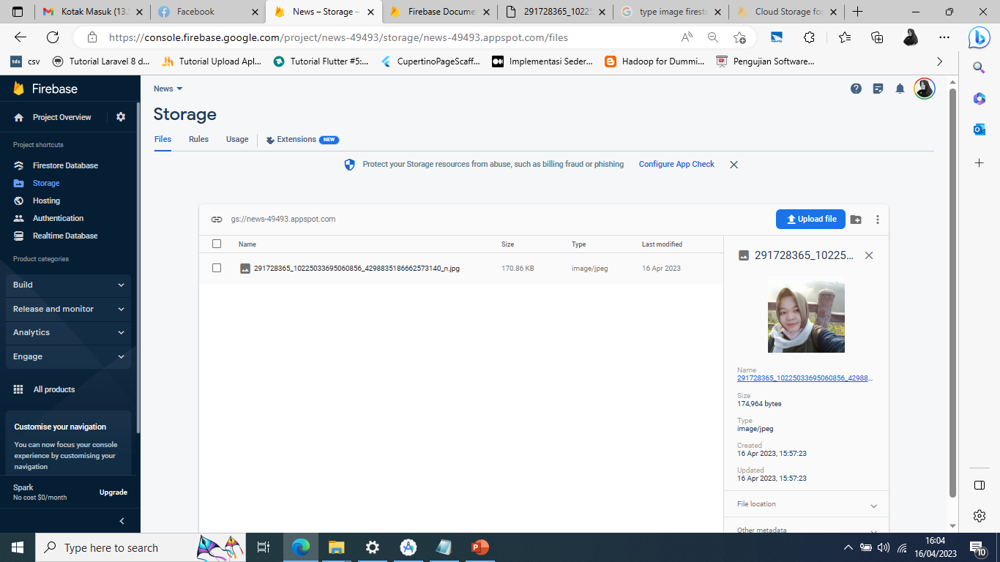 Kotak Masuk (13.
Facebook
News – Storage –
Firebase Docume
291728365_1022
type image firest
Cloud Storage for
https://console.firebase.google.com/project/news-49493/storage/news-49493.appspot.com/files
tds csv
Tutorial Laravel 8 d...
Tutorial Upload Apl...
Tutorial Flutter #5:...
CupertinoPageScaff...
Implementasi Seder...
Hadoop for Dummi...
Pengujian Software...
Firebase
Project Overview
Project shortcuts
Firestore Database
Storage
Hosting
Authentication
Realtime Database
Product categories
Build
Release and monitor
Analytics
Engage
All products
Customise your navigation
You can now focus your console
experience by customising your
navigation
Spark
No cost $0/month
Upgrade
News
Storage
Files
Rules
Usage
Extensions NEW
Protect your Storage resources from abuse, such as billing fraud or phishing
Configure App Check
gs://news-49493.appspot.com
Upload file
Name
Size
Type
Last modified
291728365_10225033695060856_4298835186662573140_n.jpg
170.86 KB
image/jpeg
16 Apr 2023
291728365_10225...
Name
291728365_10225033695060856_42988...
Size
174,964 bytes
Type
image/jpeg
Created
16 Apr 2023, 15:57:23
Updated
16 Apr 2023, 15:57:23
File location
Other metadata
Type here to search
16:04
16/04/2023
10